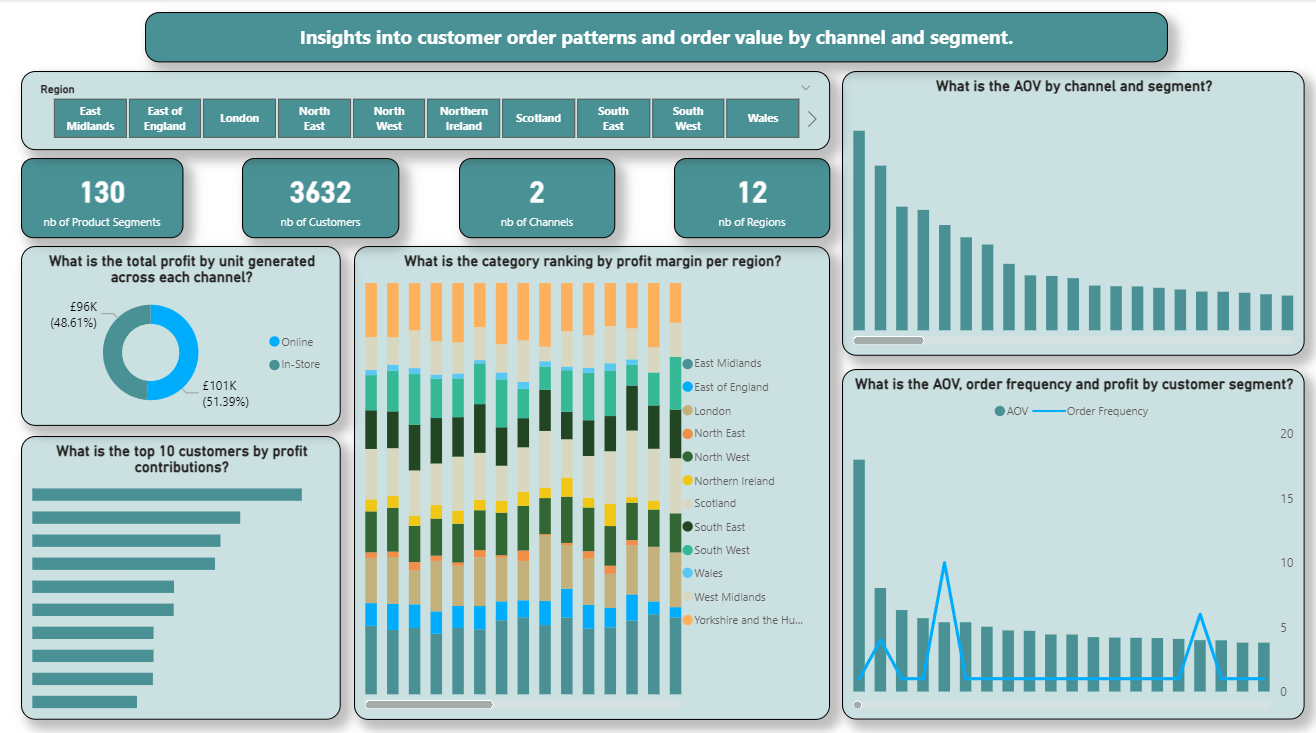 Insights into customer order patterns and order value by channel and segment.
Region
East
Midlands
East of
England
London
North
East
North
West
Northern
Ireland
Scotland
South
East
South
West
Wales
130
nb of Product Segments
3632
nb of Customers
2
nb of Channels
12
nb of Regions
What is the total profit by unit generated
across each channel?
£96K
(48.61%)
Online
In-Store
£101K
(51.39%)
What is the top 10 customers by profit
contributions?
What is the category ranking by profit margin per region?
East Midlands
East of England
London
North East
North West
Northern Ireland
Scotland
South East
South West
Wales
West Midlands
Yorkshire and the Hu...
What is the AOV by channel and segment?
What is the AOV, order frequency and profit by customer segment?
AOV
Order Frequency
20
15
10
5
0